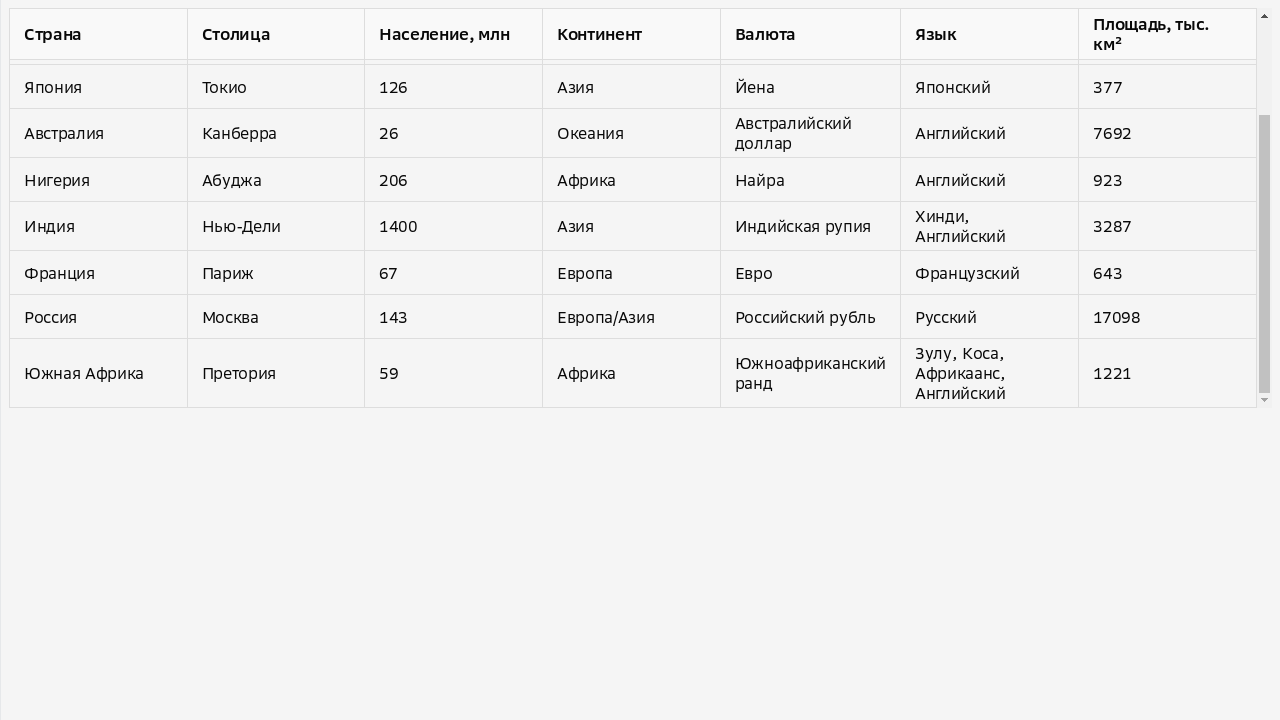 Страна Столица Население, млн Континент Валюта Язык Площадь, тыс. км²
Япония Токио 126 Азия Йена Японский 377
Австралия Канберра 26 Океания Австралийский доллар Английский 7692
Нигерия Абуджа 206 Африка Найра Английский 923
Индия Нью-Дели 1400 Азия Индийская рупия Хинди, Английский 3287
Франция Париж 67 Европа Евро Французский 643
Россия Москва 143 Европа/Азия Российский рубль Русский 17098
Южная Африка Претория 59 Африка Южноафриканский ранд Зулу, Коса, Африкаанс, Английский 1221